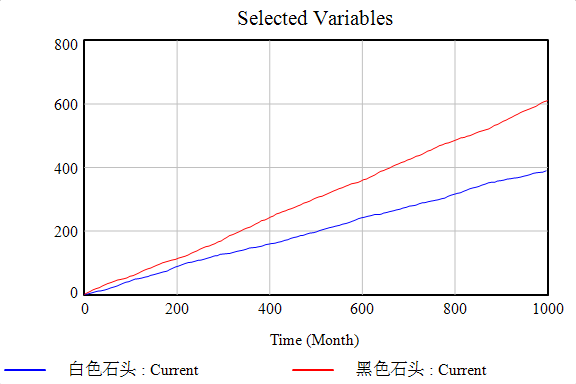 Selected Variables
800
600
400
200
0
0 200 400 600 800 1000
Time (Month)
白色石头 : Current 黑色石头 : Current